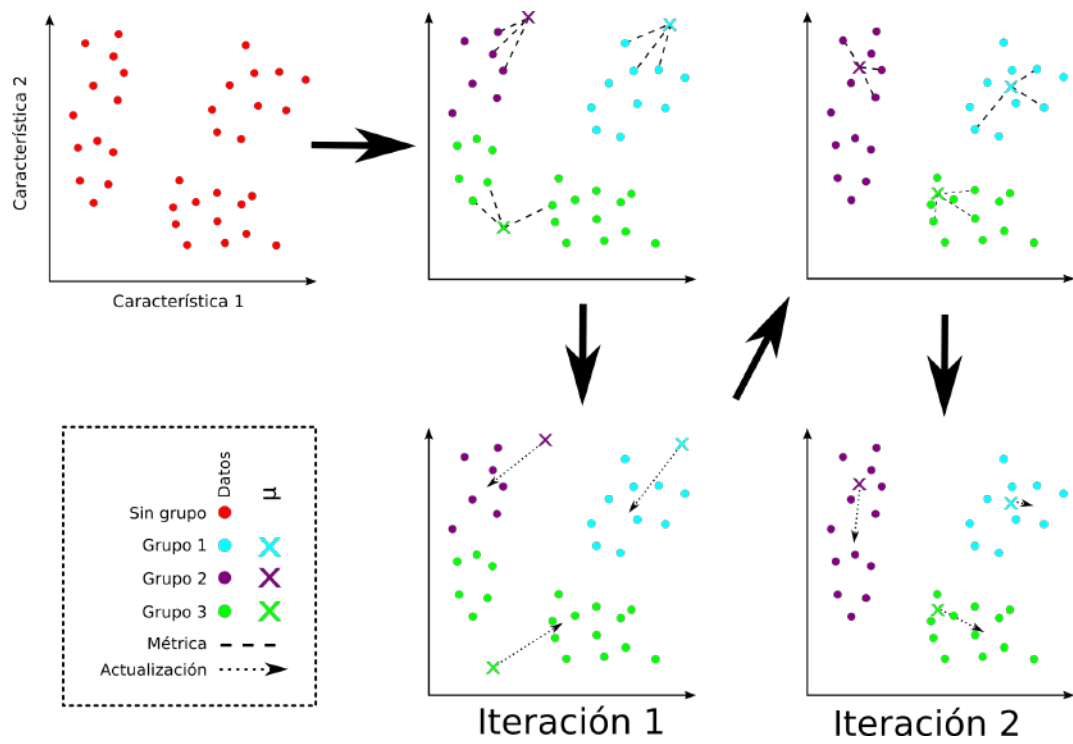 Característica 2
Característica 1
Datos
μ
Sin grupo
Grupo 1
Grupo 2
Grupo 3
Métrica
Actualización
Iteración 1
Iteración 2